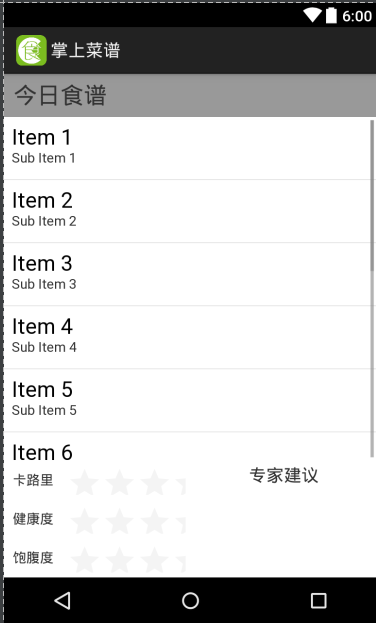 6:00
掌上菜谱
今日食谱
Item 1
Sub Item 1
Item 2
Sub Item 2
Item 3
Sub Item 3
Item 4
Sub Item 4
Item 5
Sub Item 5
Item 6
卡路里
专家建议
健康度
饱腹度